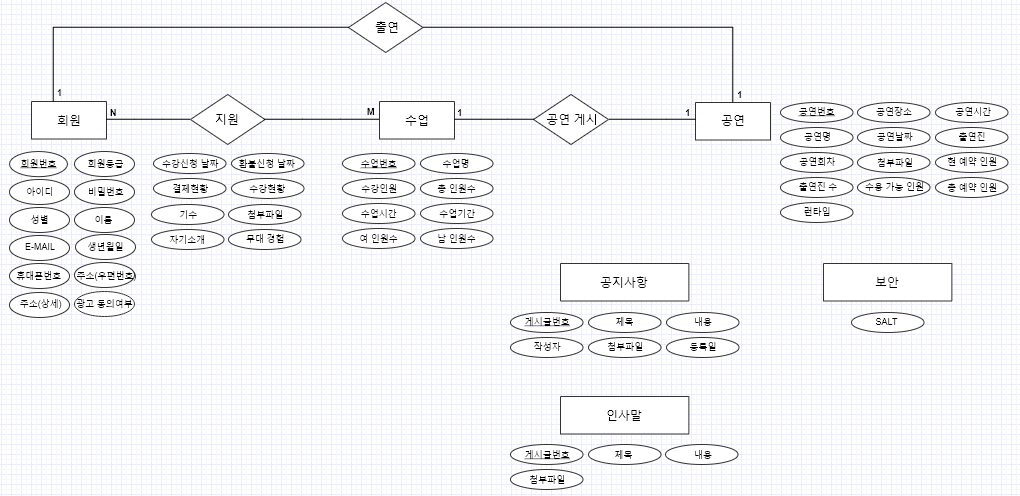 출연
1
1
회원
N
지원
M
수업
1
공연 게시
1
공연
회원번호
회원등급
아이디
비밀번호
성별
이름
E-MAIL
생년월일
휴대폰번호
주소(우편번호)
주소(상세)
광고 동의여부
수강신청 날짜
환불신청 날짜
결제현황
수강현황
기수
첨부파일
자기소개
무대 경험
수업번호
수업명
수강인원
총 인원수
수업시간
수업기간
여 인원수
남 인원수
공연번호
공연장소
공연시간
공연명
공연날짜
출연진
공연회차
첨부파일
현 예약 인원
출연진 수
수용 가능 인원
총 예약 인원
런타임
공지사항
게시글번호
제목
내용
작성자
첨부파일
등록일
보안
SALT
인사말
게시글번호
제목
내용
첨부파일